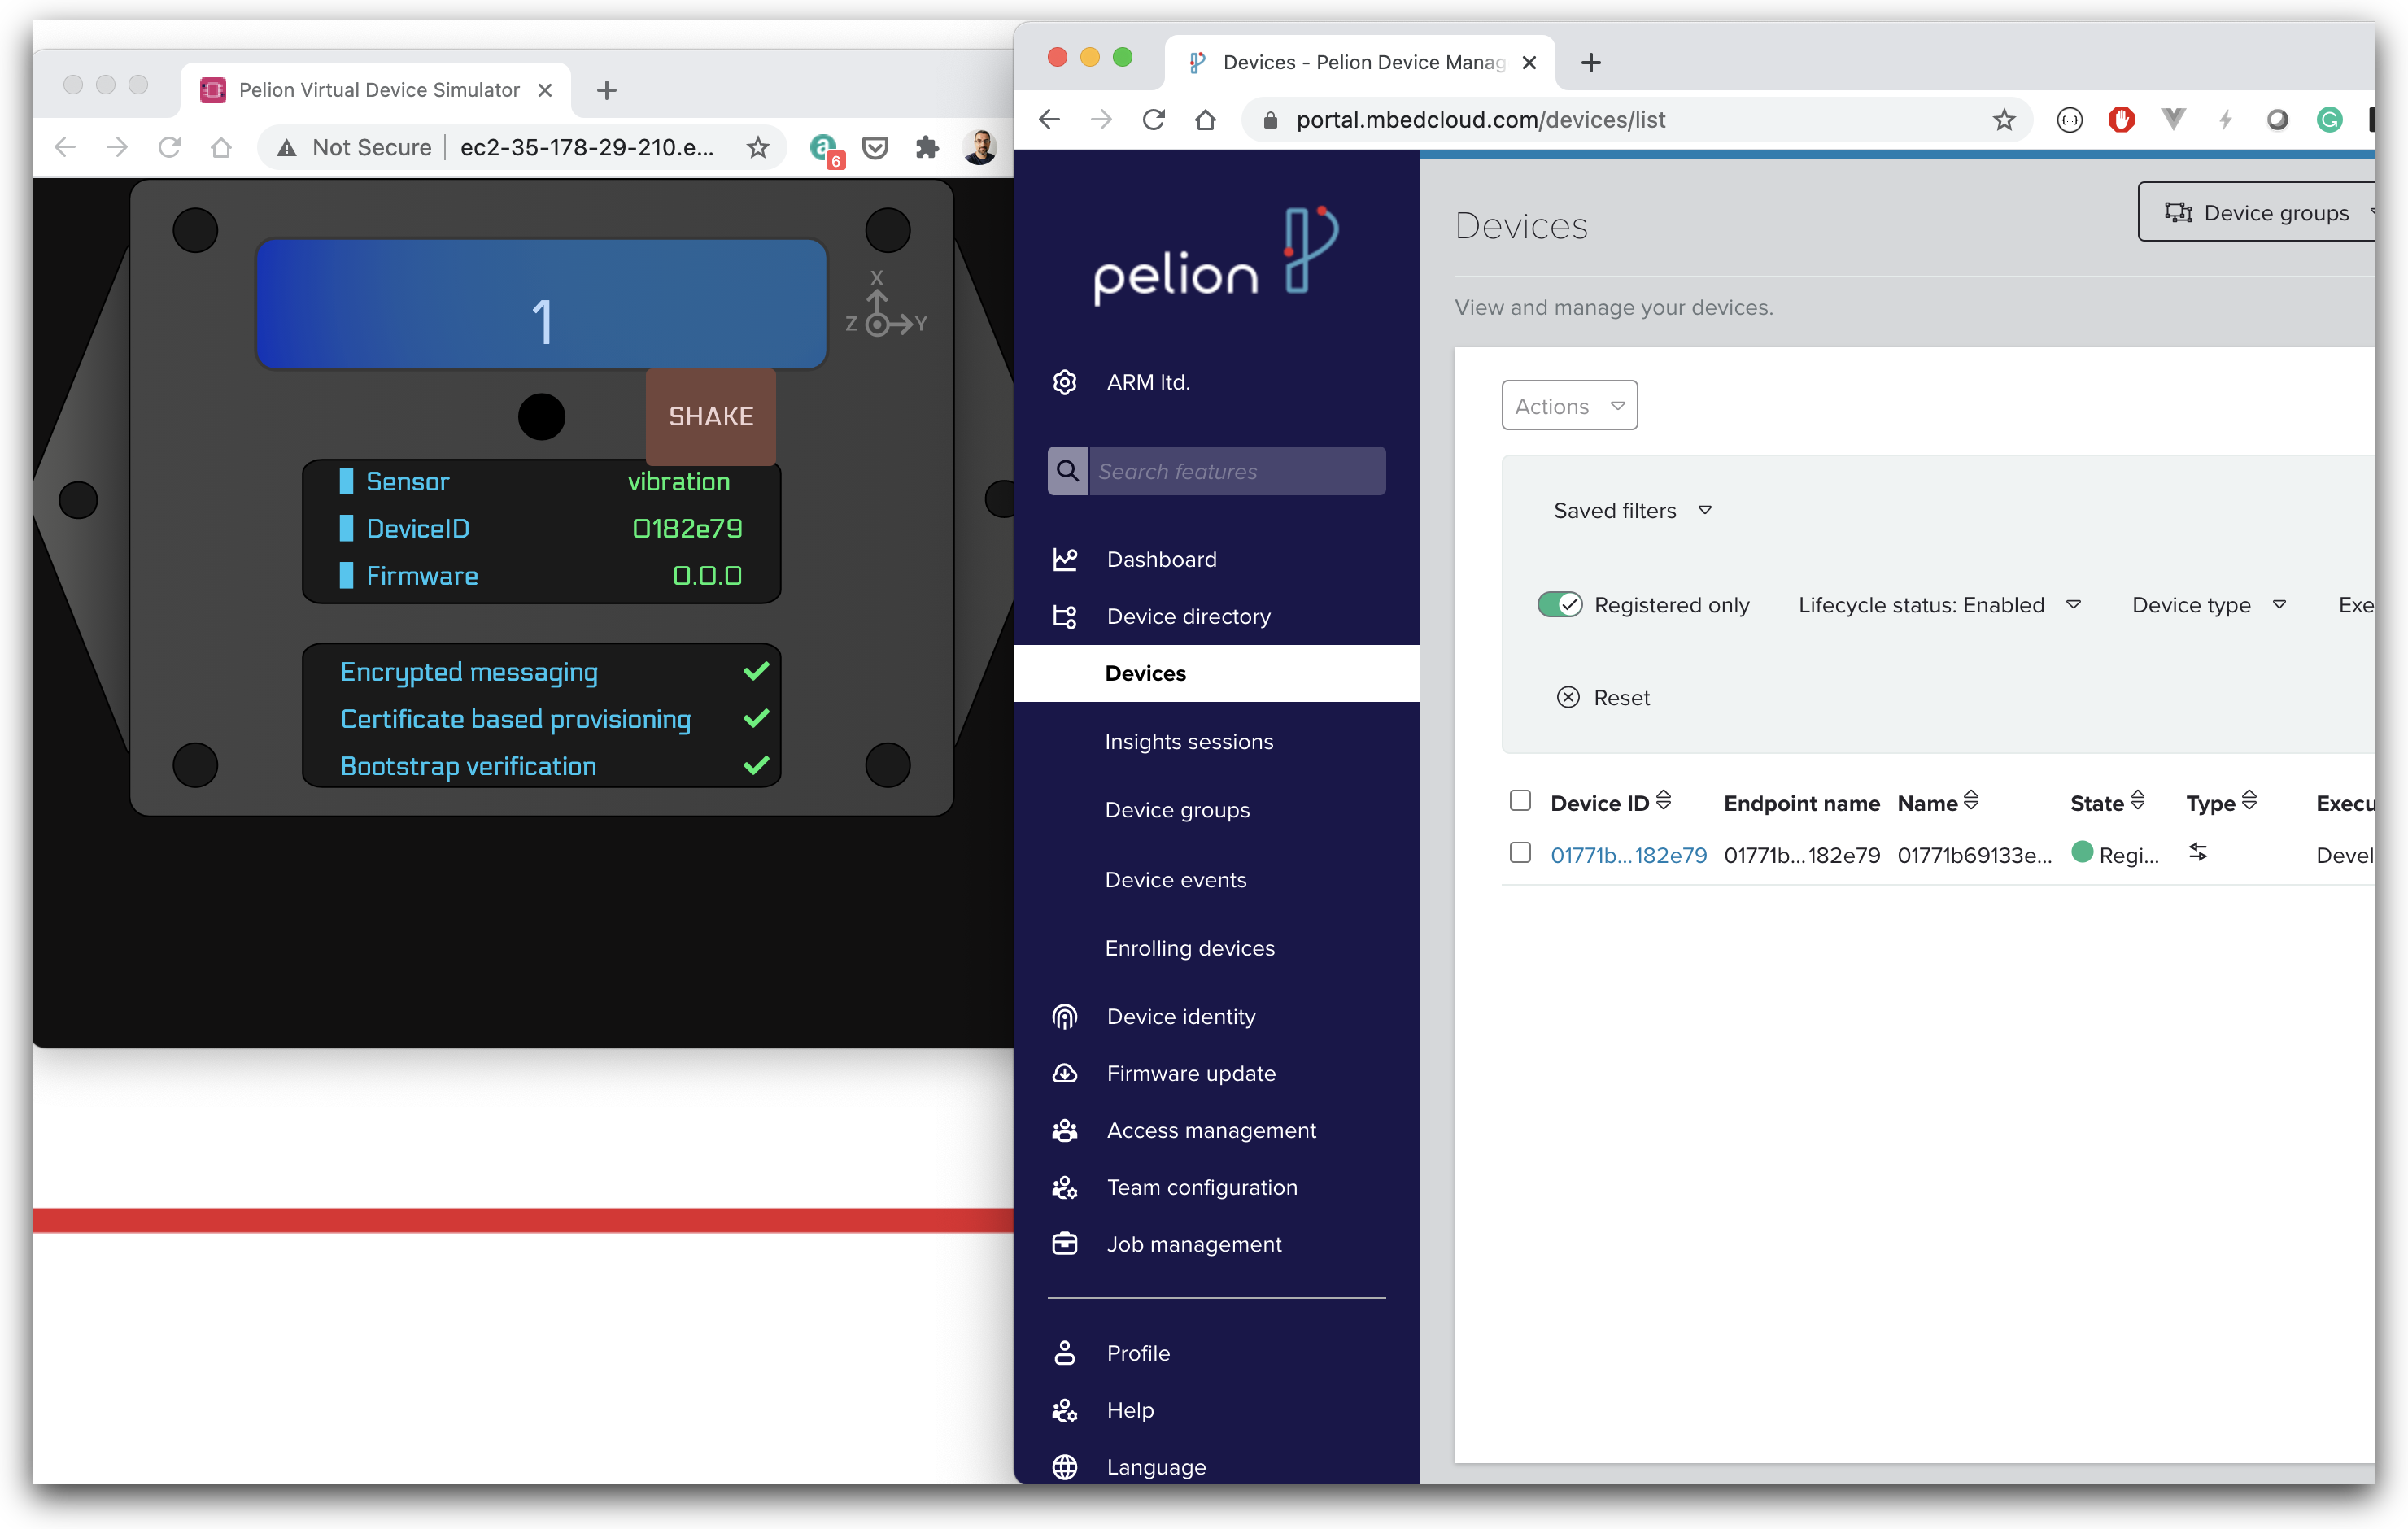 Pelion Virtual Device Simulator
Not Secure
ec2-35-178-29-210.e...
6
1
X
Z
Y
SHAKE
Sensor vibration
DeviceID 0182e79
Firmware 0.0.0
Encrypted messaging
Certificate based provisioning
Bootstrap verification
Devices - Pelion Device Manag
portal.mbedcloud.com/devices/list
pelion
ARM ltd.
Search features
Dashboard
Device directory
Devices
Insights sessions
Device groups
Device events
Enrolling devices
Device identity
Firmware update
Access management
Team configuration
Job management
Profile
Help
Language
Devices
Device groups
View and manage your devices.
Actions
Saved filters
Registered only Lifecycle status: Enabled Device type Exe
Reset
Device ID Endpoint name Name State Type Execu
01771b...182e79 01771b...182e79 01771b69133e... Regi... Devel